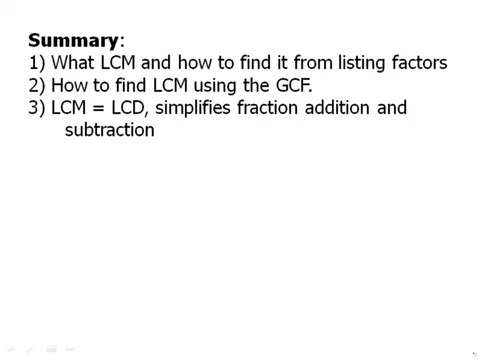 Summary:
1) What LCM and how to find it from listing factors
2) How to find LCM using the GCF.
3) LCM = LCD, simplifies fraction addition and
subtraction